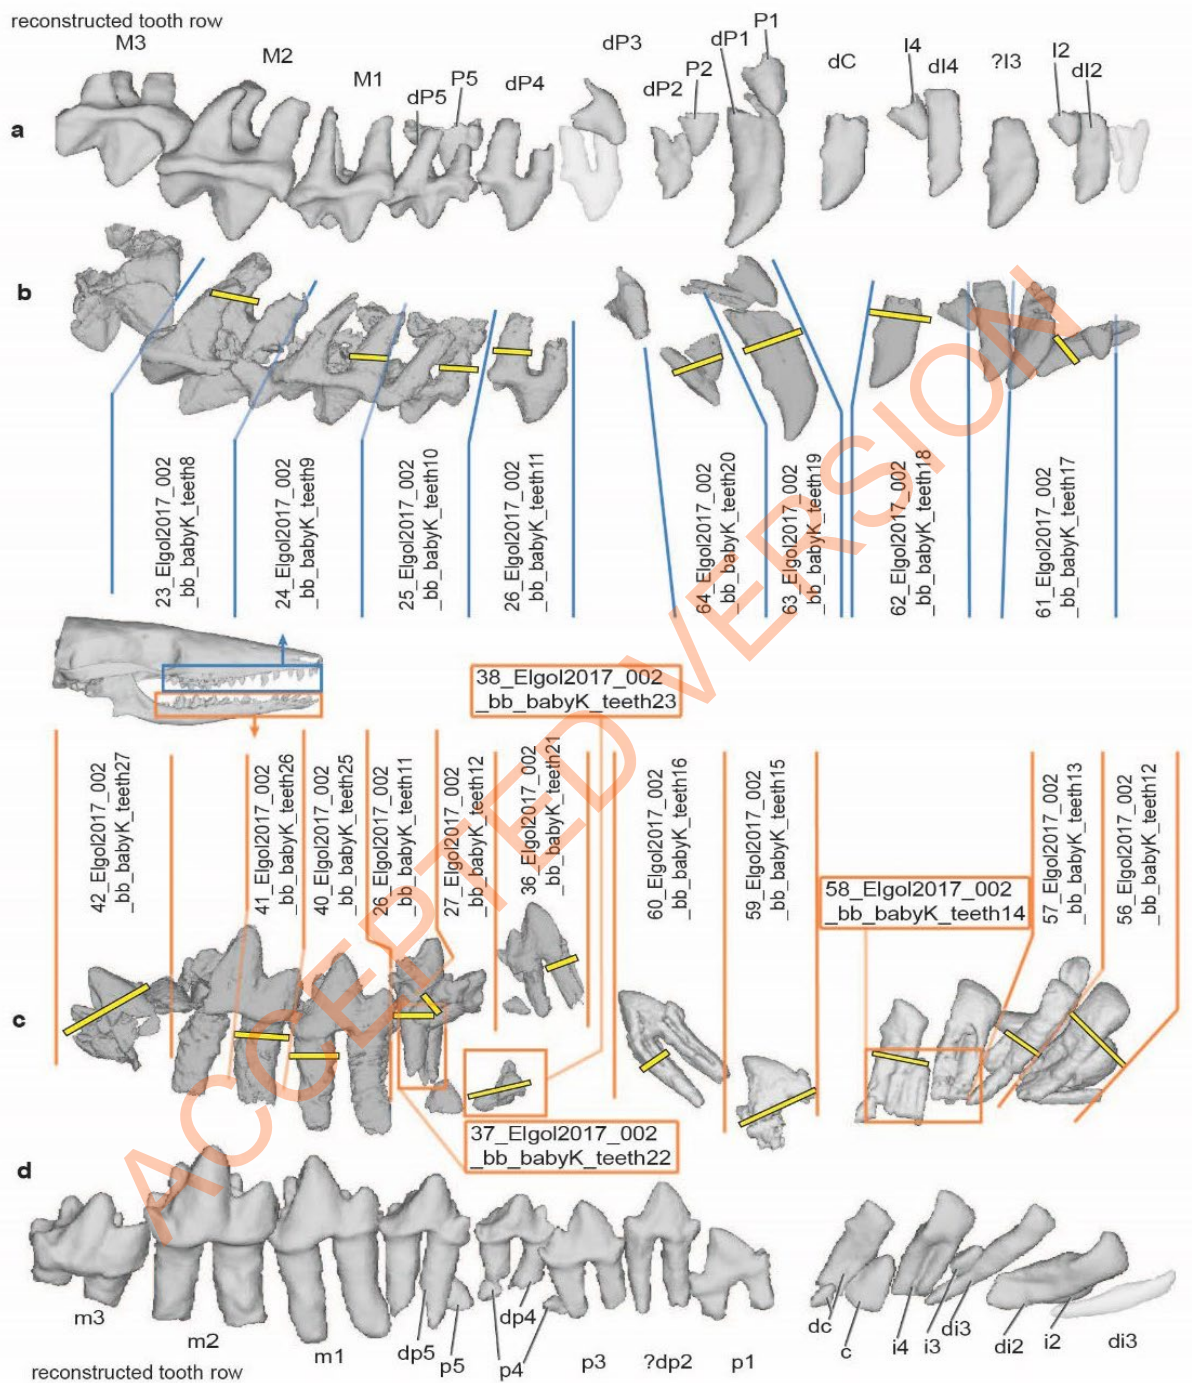 reconstructed tooth row
M3
M2
M1
dP5
P5
dP4
dP3
dP2
P2
dP1
P1
dC
I4
dI4
?I3
I2
dI2
a
b
23_Elgol2017_002
_bb_babyK_teeth8
24_Elgol2017_002
_bb_babyK_teeth9
25_Elgol2017_002
_bb_babyK_teeth10
26_Elgol2017_002
_bb_babyK_teeth11
64_Elgol2017_002
_bb_babyK_teeth20
63_Elgol2017_002
_bb_babyK_teeth19
62_Elgol2017_002
_bb_babyK_teeth18
61_Elgol2017_002
_bb_babyK_teeth17
38_Elgol2017_002
_bb_babyK_teeth23
42_Elgol2017_002
_bb_babyK_teeth27
41_Elgol2017_002
_bb_babyK_teeth26
40_Elgol2017_002
_bb_babyK_teeth25
26_Elgol2017_002
_bb_babyK_teeth11
27_Elgol2017_002
_bb_babyK_teeth12
36_Elgol2017_002
_bb_babyK_teeth21
60_Elgol2017_002
_bb_babyK_teeth16
59_Elgol2017_002
_bb_babyK_teeth15
58_Elgol2017_002
_bb_babyK_teeth14
57_Elgol2017_002
_bb_babyK_teeth13
56_Elgol2017_002
_bb_babyK_teeth12
c
37_Elgol2017_002
_bb_babyK_teeth22
d
m3
m2
m1
dp5
p5
p4
dp4
p3
?dp2
p1
dc
c
i4
i3
di3
di2
i2
di3
reconstructed tooth row
ACCEPTED VERSION